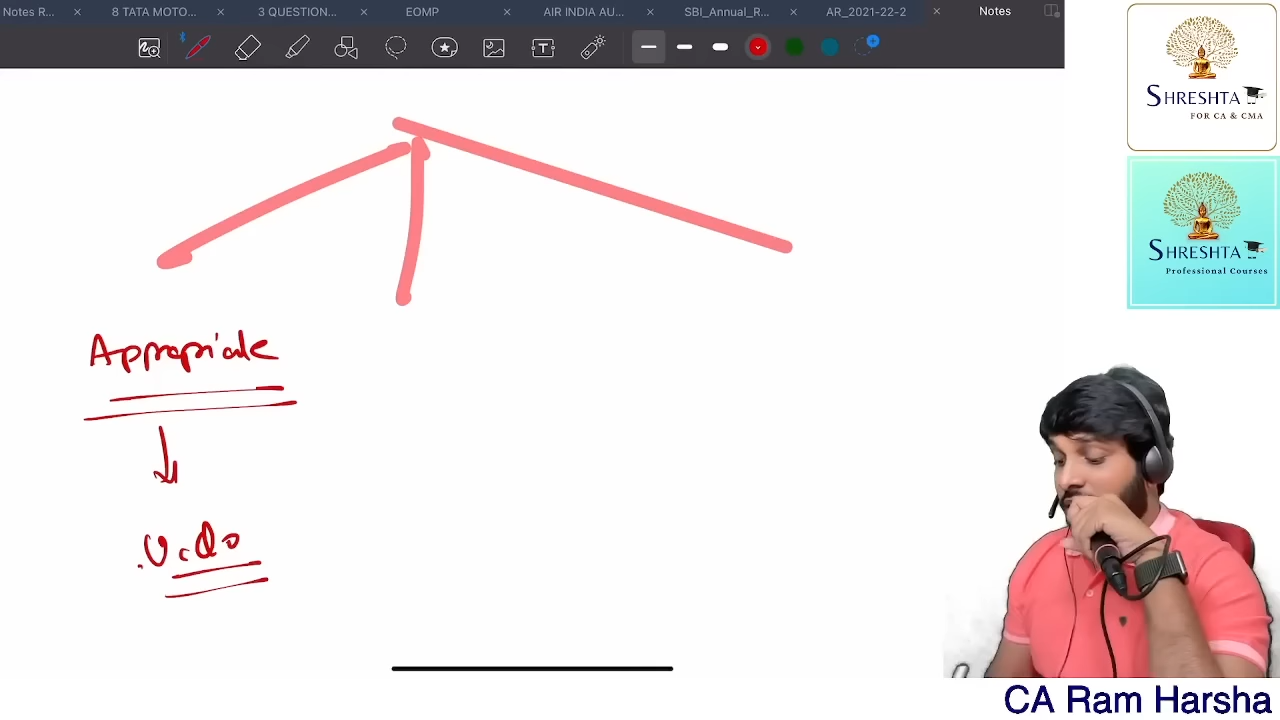 Notes R...
8 TATA MOTO...
3 QUESTION...
EOMP
AIR INDIA AU...
SBI_Annual_R...
AR_2021-22-2
Notes
SHRESHTA
FOR CA & CMA
SHRESHTA
Professional Courses
CA Ram Harsha